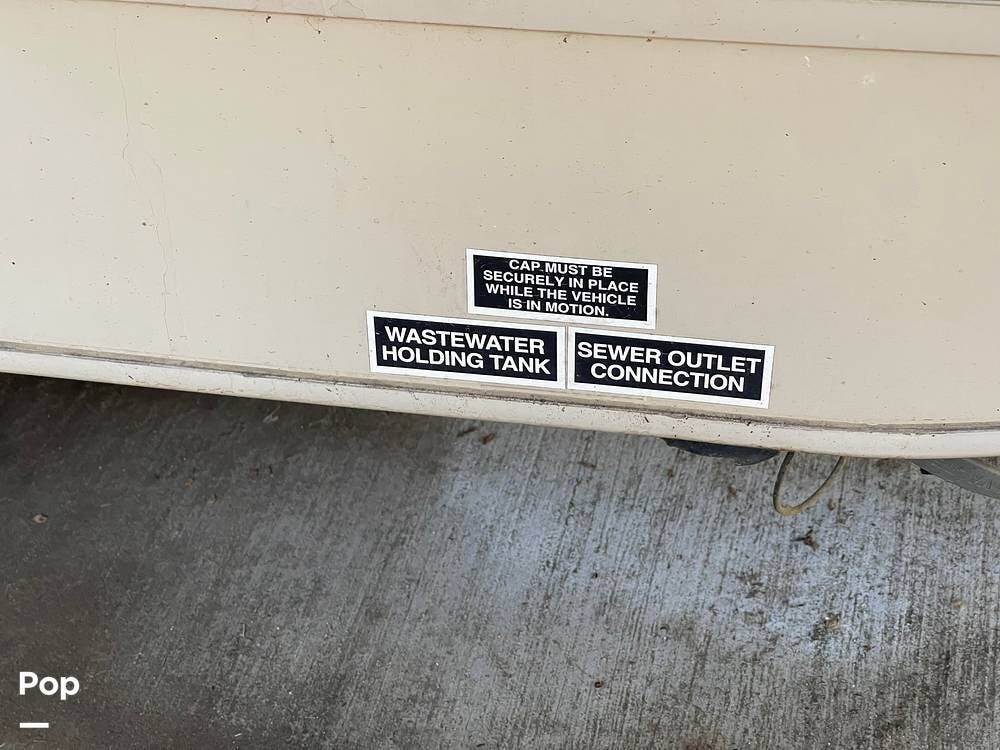 CAP MUST BE
SECURELY IN PLACE
WHILE THE VEHICLE
IS IN MOTION.
WASTEWATER
HOLDING TANK
SEWER OUTLET
CONNECTION
Pop